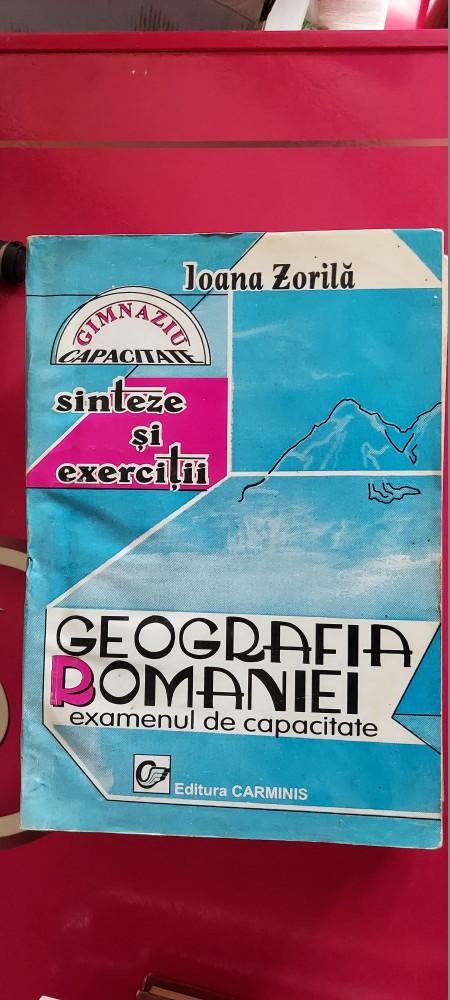 Ioana Zorilă
GIMNAZIU
CAPACITATE
sinteze
și
exerciții
GEOGRAFIA
ROMANIEI
examenul de capacitate
Editura CARMINIS